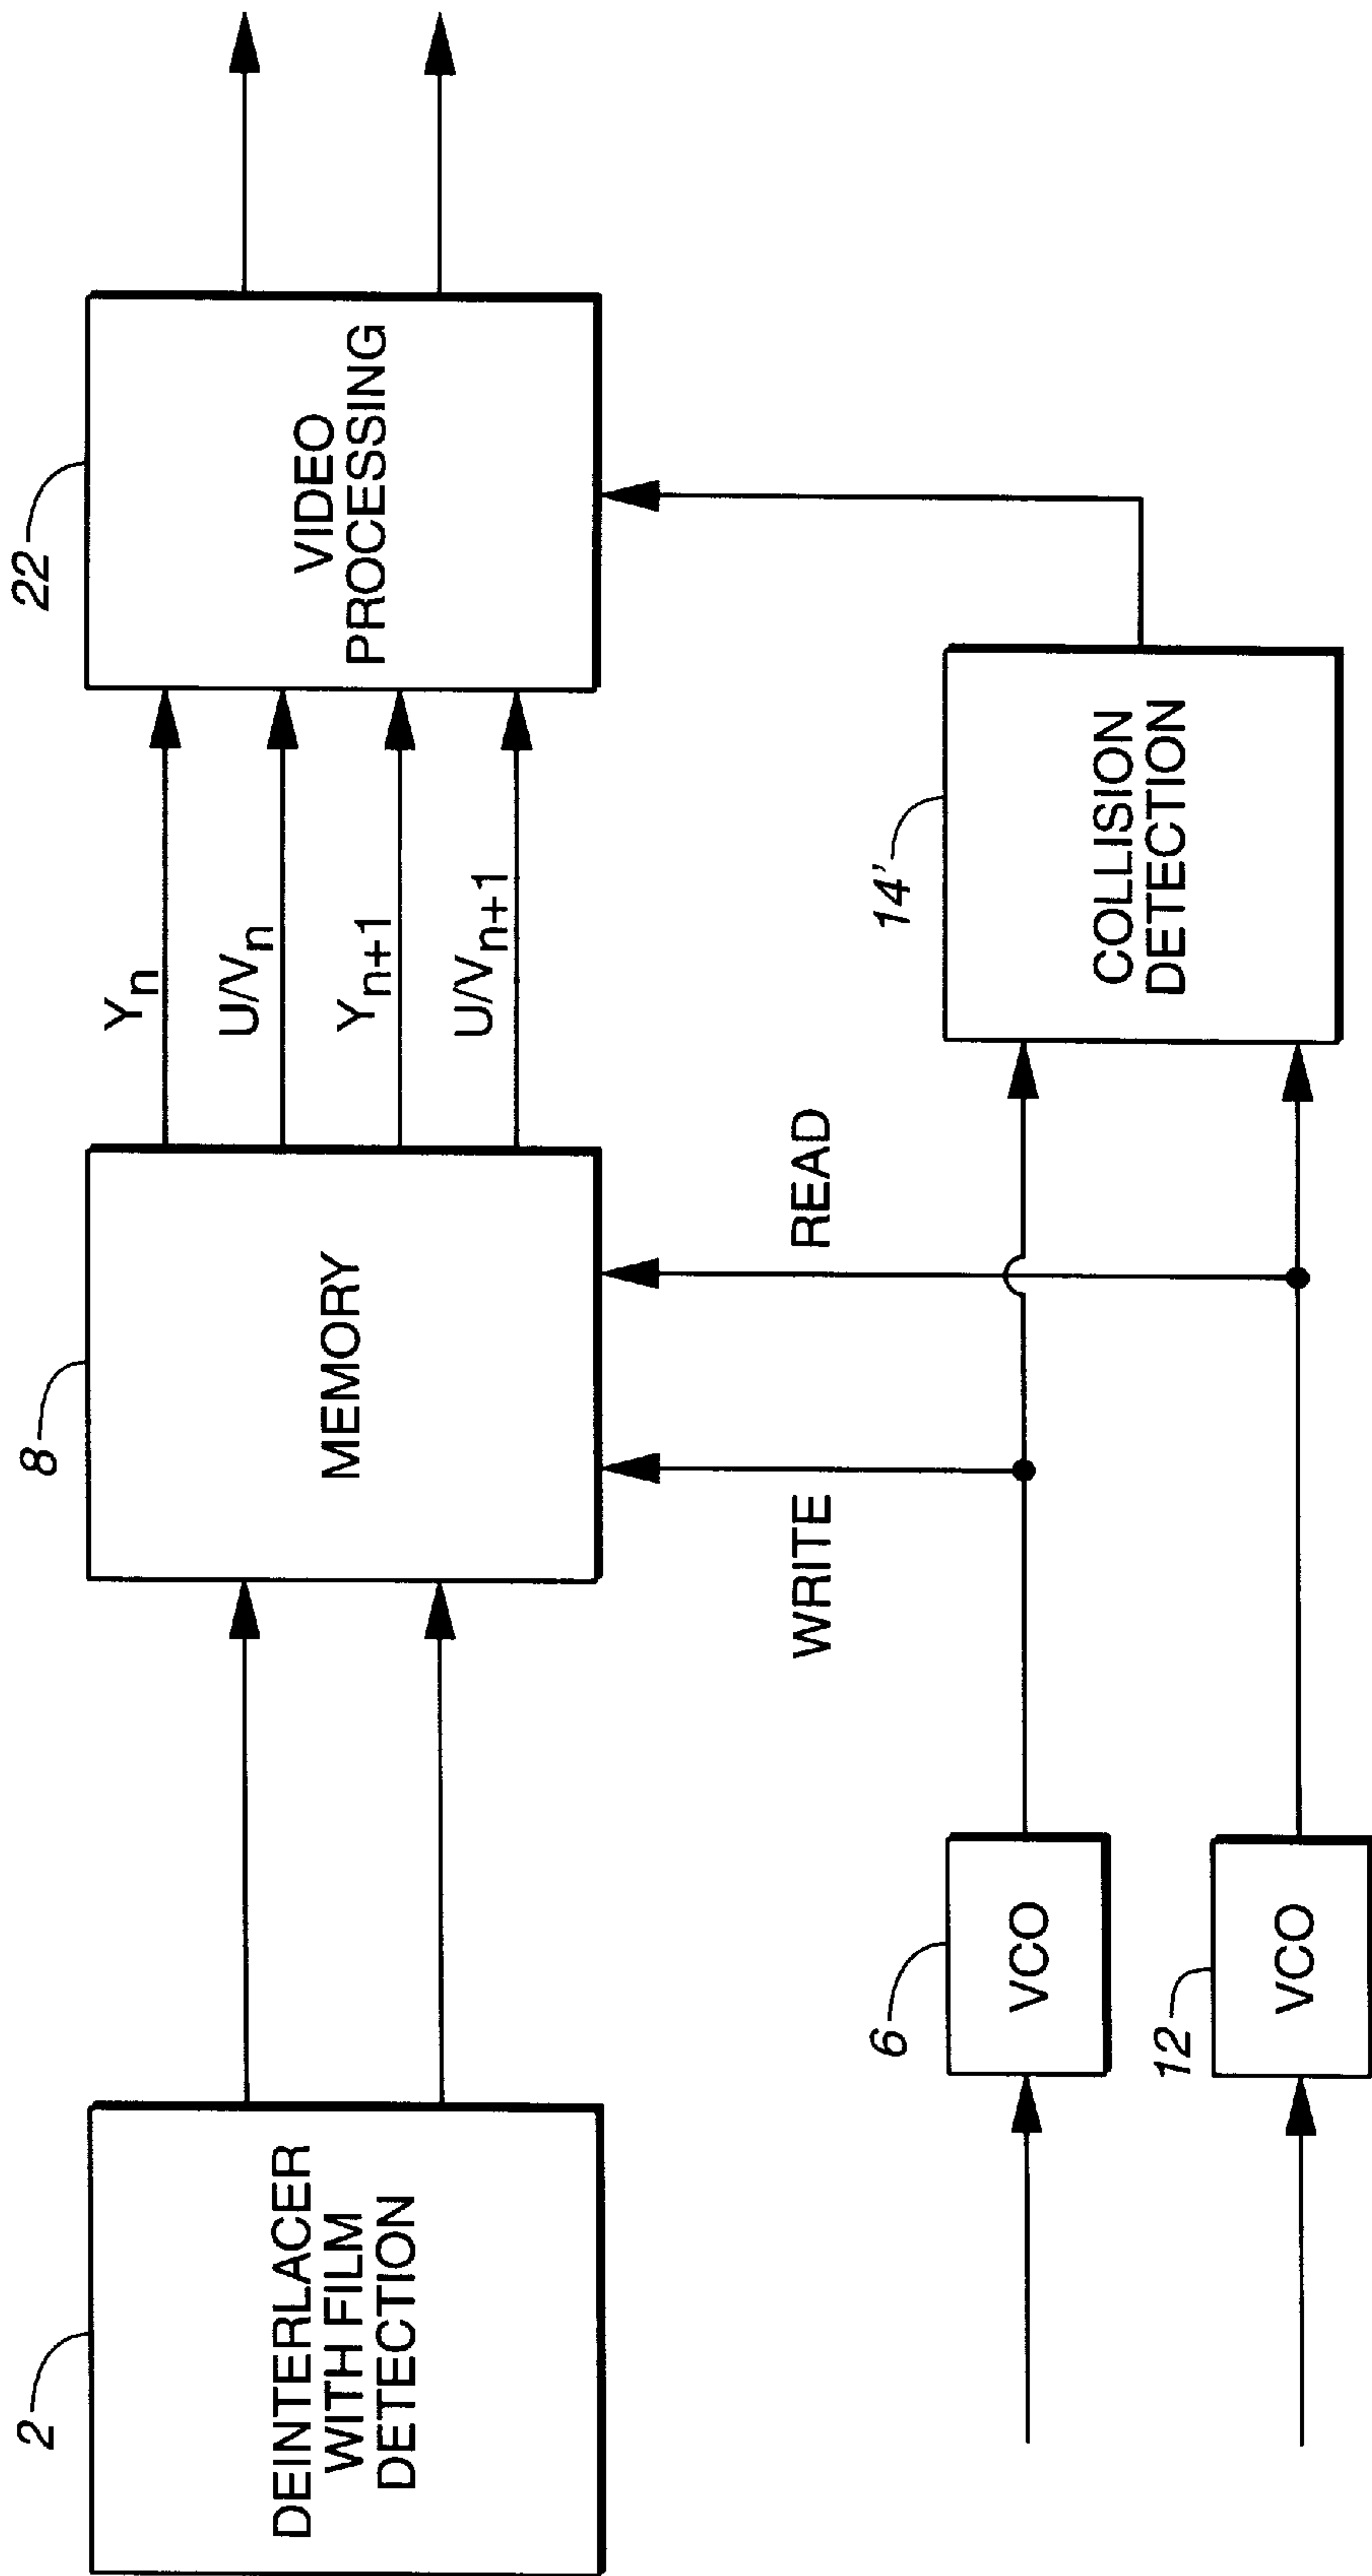 2
DEINTERLACER
WITH FILM
DETECTION
8
MEMORY
Yn
U/Vn
Yn+1
U/Vn+1
22
VIDEO
PROCESSING
WRITE
READ
6
VCO
12
VCO
14'
COLLISION
DETECTION